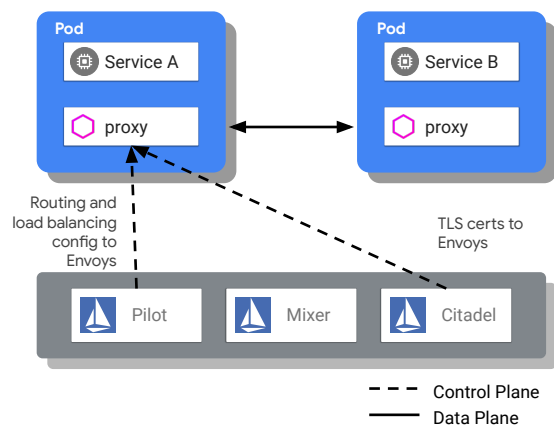 Pod
Pod
Service A
Service B
proxy
proxy
Routing and
load balancing
config to
Envoys
TLS certs to
Envoys
Pilot
Mixer
Citadel
Control Plane
Data Plane